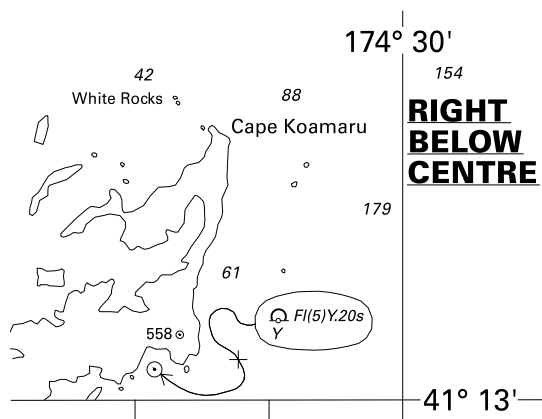 174° 30'
42
154
White Rocks
88
RIGHT
BELOW
CENTRE
Cape Koamaru
179
61
Fl(5)Y.20s
Y
558
41° 13'